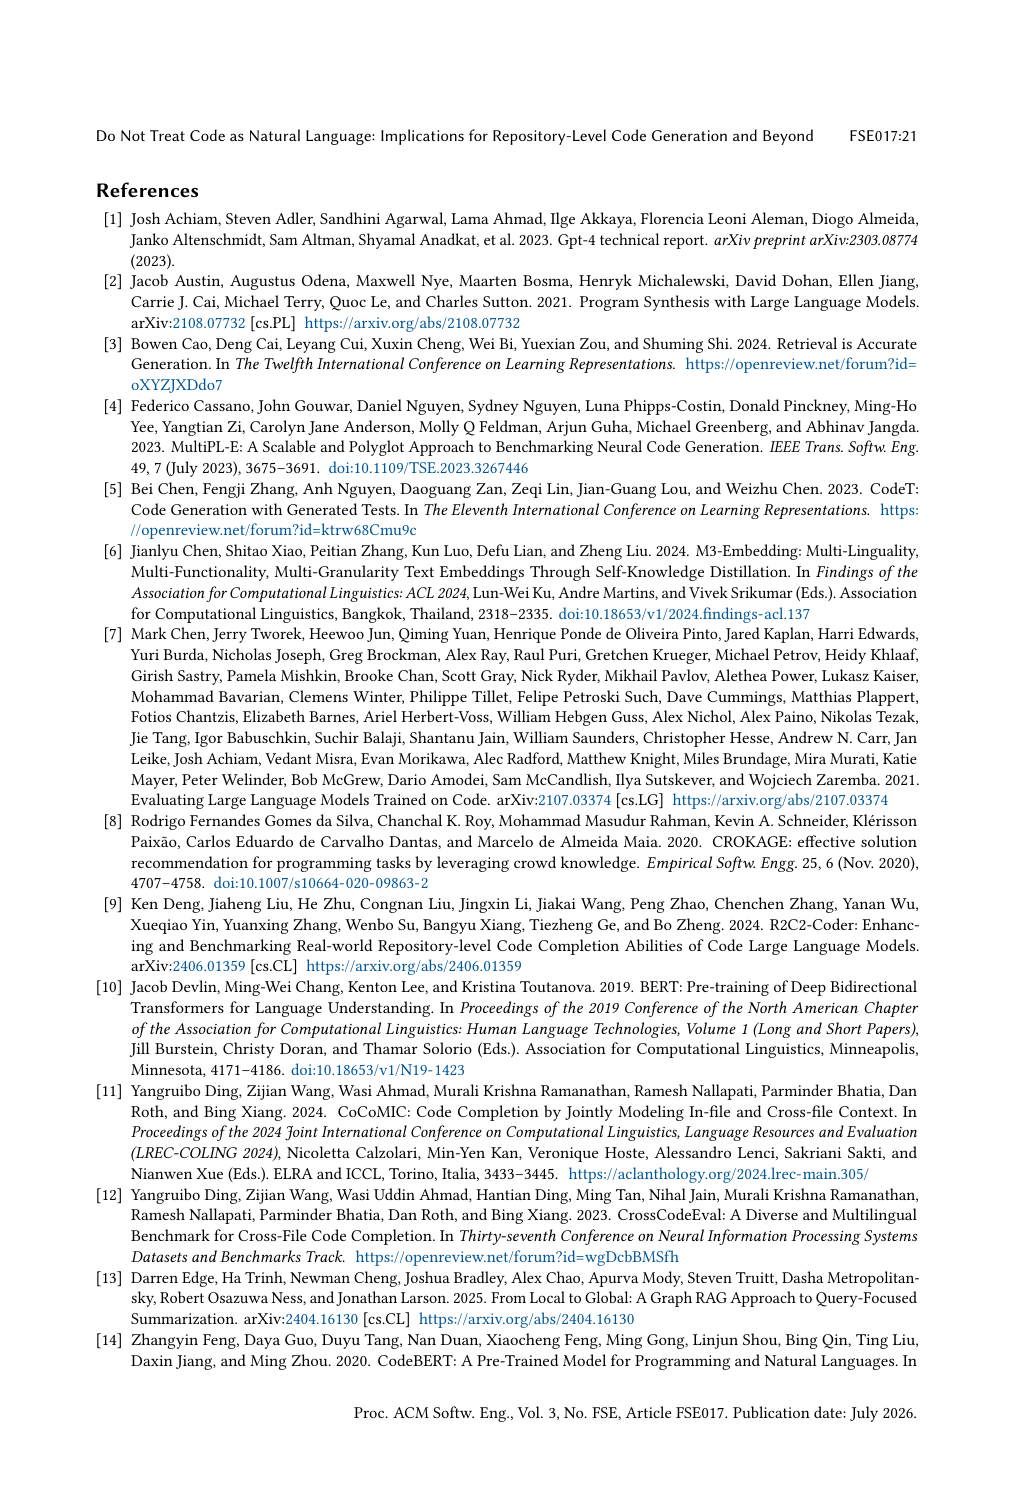 Do Not Treat Code as Natural Language: Implications for Repository-Level Code Generation and Beyond FSE017:21
References
[1] Josh Achiam, Steven Adler, Sandhini Agarwal, Lama Ahmad, Ilge Akkaya, Florencia Leoni Aleman, Diogo Almeida,
Janko Altenschmidt, Sam Altman, Shyamal Anadkat, et al. 2023. Gpt-4 technical report. arXiv preprint arXiv:2303.08774
(2023).
[2] Jacob Austin, Augustus Odena, Maxwell Nye, Maarten Bosma, Henryk Michalewski, David Dohan, Ellen Jiang,
Carrie J. Cai, Michael Terry, Quoc Le, and Charles Sutton. 2021. Program Synthesis with Large Language Models.
arXiv:2108.07732 [cs.PL] https://arxiv.org/abs/2108.07732
[3] Bowen Cao, Deng Cai, Leyang Cui, Xuxin Cheng, Wei Bi, Yuexian Zou, and Shuming Shi. 2024. Retrieval is Accurate
Generation. In The Twelfth International Conference on Learning Representations. https://openreview.net/forum?id=
oXYZJXDdo7
[4] Federico Cassano, John Gouwar, Daniel Nguyen, Sydney Nguyen, Luna Phipps-Costin, Donald Pinckney, Ming-Ho
Yee, Yangtian Zi, Carolyn Jane Anderson, Molly Q Feldman, Arjun Guha, Michael Greenberg, and Abhinav Jangda.
2023. MultiPL-E: A Scalable and Polyglot Approach to Benchmarking Neural Code Generation. IEEE Trans. Softw. Eng.
49, 7 (July 2023), 3675–3691. doi:10.1109/TSE.2023.3267446
[5] Bei Chen, Fengji Zhang, Anh Nguyen, Daoguang Zan, Zeqi Lin, Jian-Guang Lou, and Weizhu Chen. 2023. CodeT:
Code Generation with Generated Tests. In The Eleventh International Conference on Learning Representations. https:
//openreview.net/forum?id=ktrw68Cmu9c
[6] Jianlyu Chen, Shitao Xiao, Peitian Zhang, Kun Luo, Defu Lian, and Zheng Liu. 2024. M3-Embedding: Multi-Linguality,
Multi-Functionality, Multi-Granularity Text Embeddings Through Self-Knowledge Distillation. In Findings of the
Association for Computational Linguistics: ACL 2024, Lun-Wei Ku, Andre Martins, and Vivek Srikumar (Eds.). Association
for Computational Linguistics, Bangkok, Thailand, 2318–2335. doi:10.18653/v1/2024.findings-acl.137
[7] Mark Chen, Jerry Tworek, Heewoo Jun, Qiming Yuan, Henrique Ponde de Oliveira Pinto, Jared Kaplan, Harri Edwards,
Yuri Burda, Nicholas Joseph, Greg Brockman, Alex Ray, Raul Puri, Gretchen Krueger, Michael Petrov, Heidy Khlaaf,
Girish Sastry, Pamela Mishkin, Brooke Chan, Scott Gray, Nick Ryder, Mikhail Pavlov, Alethea Power, Lukasz Kaiser,
Mohammad Bavarian, Clemens Winter, Philippe Tillet, Felipe Petroski Such, Dave Cummings, Matthias Plappert,
Fotios Chantzis, Elizabeth Barnes, Ariel Herbert-Voss, William Hebgen Guss, Alex Nichol, Alex Paino, Nikolas Tezak,
Jie Tang, Igor Babuschkin, Suchir Balaji, Shantanu Jain, William Saunders, Christopher Hesse, Andrew N. Carr, Jan
Leike, Josh Achiam, Vedant Misra, Evan Morikawa, Alec Radford, Matthew Knight, Miles Brundage, Mira Murati, Katie
Mayer, Peter Welinder, Bob McGrew, Dario Amodei, Sam McCandlish, Ilya Sutskever, and Wojciech Zaremba. 2021.
Evaluating Large Language Models Trained on Code. arXiv:2107.03374 [cs.LG] https://arxiv.org/abs/2107.03374
[8] Rodrigo Fernandes Gomes da Silva, Chanchal K. Roy, Mohammad Masudur Rahman, Kevin A. Schneider, Klérisson
Paixão, Carlos Eduardo de Carvalho Dantas, and Marcelo de Almeida Maia. 2020. CROKAGE: effective solution
recommendation for programming tasks by leveraging crowd knowledge. Empirical Softw. Engg. 25, 6 (Nov. 2020),
4707–4758. doi:10.1007/s10664-020-09863-2
[9] Ken Deng, Jiaheng Liu, He Zhu, Congnan Liu, Jingxin Li, Jiakai Wang, Peng Zhao, Chenchen Zhang, Yanan Wu,
Xueqiao Yin, Yuanxing Zhang, Wenbo Su, Bangyu Xiang, Tiezheng Ge, and Bo Zheng. 2024. R2C2-Coder: Enhanc-
ing and Benchmarking Real-world Repository-level Code Completion Abilities of Code Large Language Models.
arXiv:2406.01359 [cs.CL] https://arxiv.org/abs/2406.01359
[10] Jacob Devlin, Ming-Wei Chang, Kenton Lee, and Kristina Toutanova. 2019. BERT: Pre-training of Deep Bidirectional
Transformers for Language Understanding. In Proceedings of the 2019 Conference of the North American Chapter
of the Association for Computational Linguistics: Human Language Technologies, Volume 1 (Long and Short Papers),
Jill Burstein, Christy Doran, and Thamar Solorio (Eds.). Association for Computational Linguistics, Minneapolis,
Minnesota, 4171–4186. doi:10.18653/v1/N19-1423
[11] Yangruibo Ding, Zijian Wang, Wasi Ahmad, Murali Krishna Ramanathan, Ramesh Nallapati, Parminder Bhatia, Dan
Roth, and Bing Xiang. 2024. CoCoMIC: Code Completion by Jointly Modeling In-file and Cross-file Context. In
Proceedings of the 2024 Joint International Conference on Computational Linguistics, Language Resources and Evaluation
(LREC-COLING 2024), Nicoletta Calzolari, Min-Yen Kan, Veronique Hoste, Alessandro Lenci, Sakriani Sakti, and
Nianwen Xue (Eds.). ELRA and ICCL, Torino, Italia, 3433–3445. https://aclanthology.org/2024.lrec-main.305/
[12] Yangruibo Ding, Zijian Wang, Wasi Uddin Ahmad, Hantian Ding, Ming Tan, Nihal Jain, Murali Krishna Ramanathan,
Ramesh Nallapati, Parminder Bhatia, Dan Roth, and Bing Xiang. 2023. CrossCodeEval: A Diverse and Multilingual
Benchmark for Cross-File Code Completion. In Thirty-seventh Conference on Neural Information Processing Systems
Datasets and Benchmarks Track. https://openreview.net/forum?id=wgDcbBMSfh
[13] Darren Edge, Ha Trinh, Newman Cheng, Joshua Bradley, Alex Chao, Apurva Mody, Steven Truitt, Dasha Metropolitan-
sky, Robert Osazuwa Ness, and Jonathan Larson. 2025. From Local to Global: A Graph RAG Approach to Query-Focused
Summarization. arXiv:2404.16130 [cs.CL] https://arxiv.org/abs/2404.16130
[14] Zhangyin Feng, Daya Guo, Duyu Tang, Nan Duan, Xiaocheng Feng, Ming Gong, Linjun Shou, Bing Qin, Ting Liu,
Daxin Jiang, and Ming Zhou. 2020. CodeBERT: A Pre-Trained Model for Programming and Natural Languages. In
Proc. ACM Softw. Eng., Vol. 3, No. FSE, Article FSE017. Publication date: July 2026.